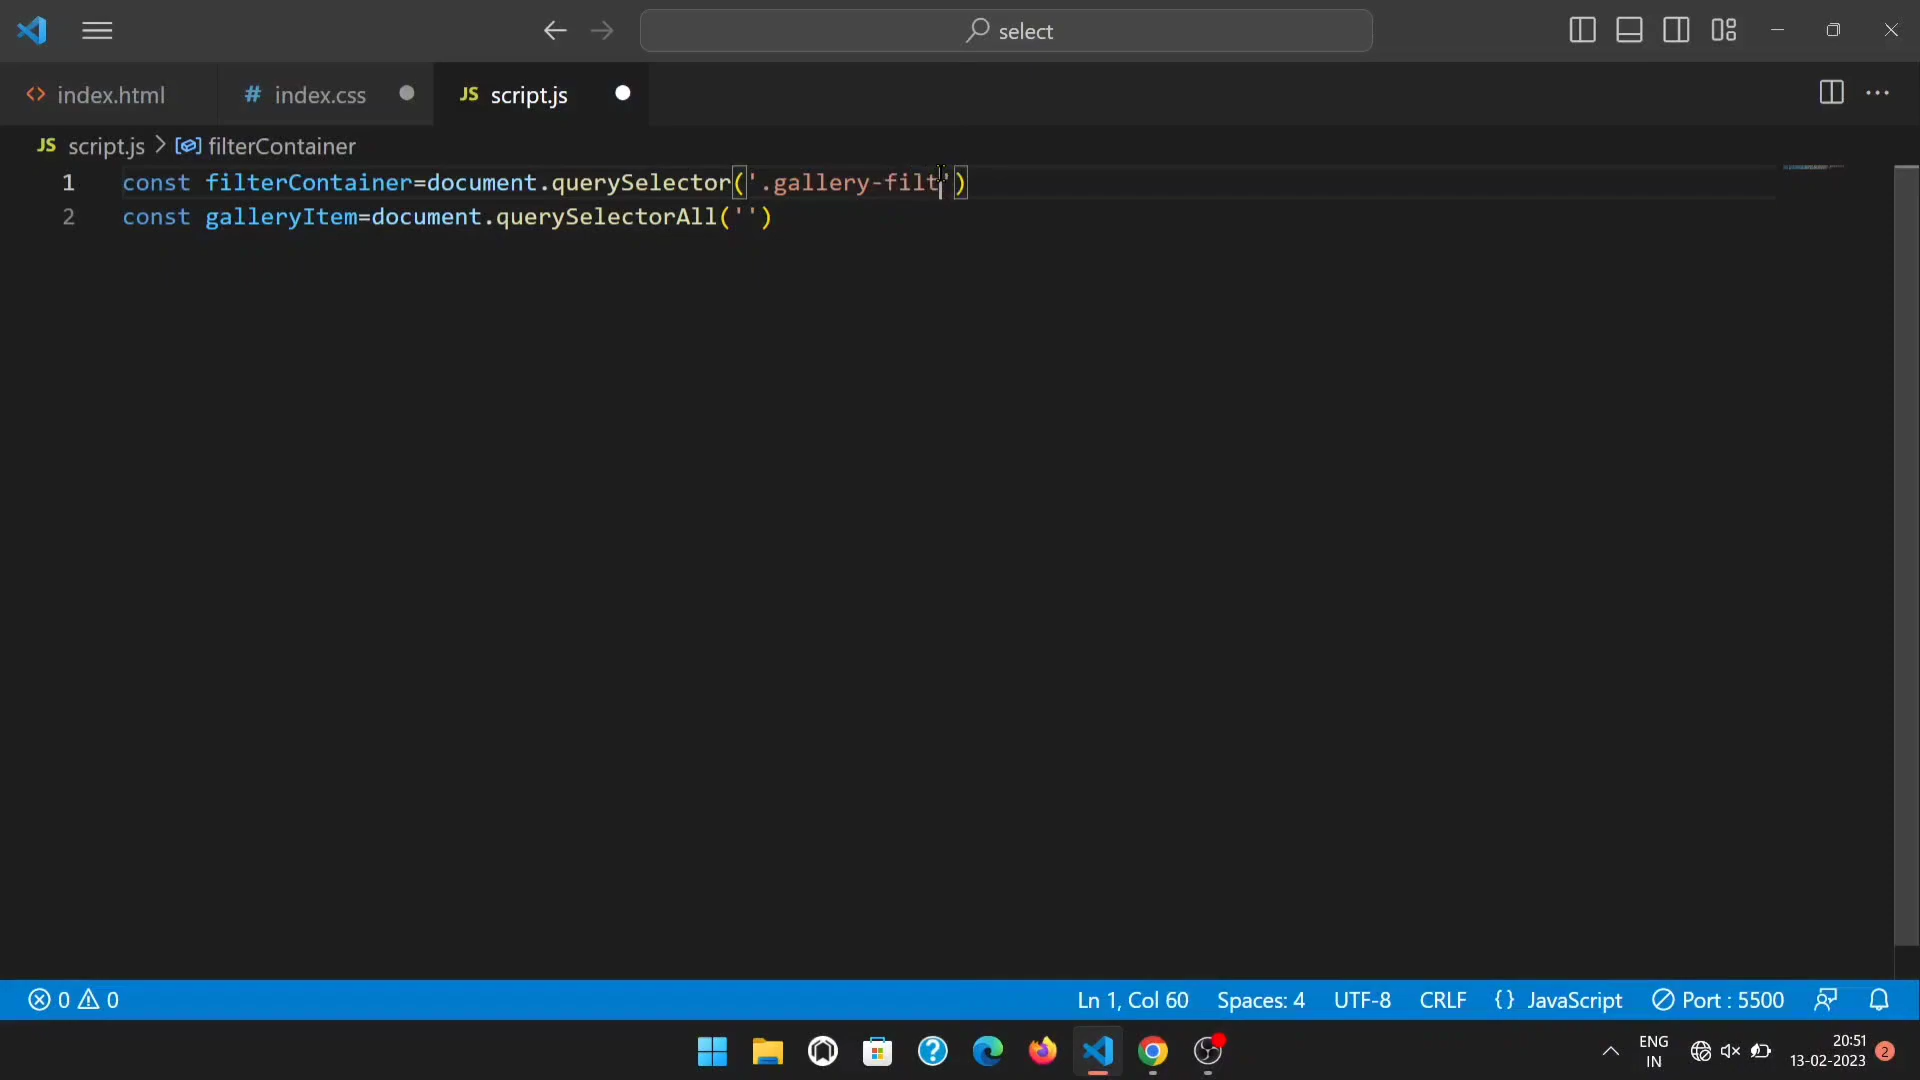 select
index.html
# index.css
JS script.js
JS script.js > filterContainer
1 const filterContainer=document.querySelector('.gallery-filt')
2 const galleryItem=document.querySelectorAll('')
0 0
Ln 1, Col 60 Spaces: 4 UTF-8 CRLF {} JavaScript Port : 5500
ENG
IN
20:51
13-02-2023
2